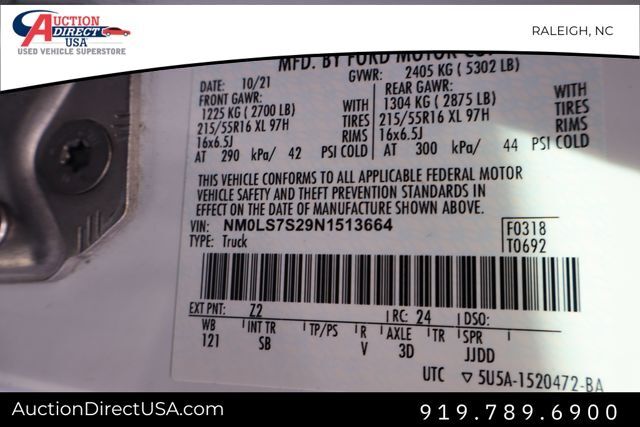 AUCTION
DIRECT
USA
USED VEHICLE SUPERSTORE
RALEIGH, NC
MFD. BY FORD MOTOR CO.
DATE: 10/21 GVWR: 2405 KG ( 5302 LB)
FRONT GAWR: REAR GAWR:
1225 KG ( 2700 LB) WITH 1304 KG ( 2875 LB) WITH
215/55R16 XL 97H TIRES 215/55R16 XL 97H TIRES
16x6.5J RIMS 16x6.5J RIMS
AT 290 kPa/ 42 PSI COLD AT 300 kPa/ 44 PSI COLD
THIS VEHICLE CONFORMS TO ALL APPLICABLE FEDERAL MOTOR
VEHICLE SAFETY AND THEFT PREVENTION STANDARDS IN
EFFECT ON THE DATE OF MANUFACTURE SHOWN ABOVE.
VIN: NM0LS7S29N1513664 F0318
TYPE: Truck T0692
EXT PNT: Z2 RC: 24 DSO:
WB INT TR TP/PS R AXLE TR SPR
121 SB V 3D JJDD
UTC ▽ 5U5A-1520472-BA
AuctionDirectUSA.com 919.789.6900